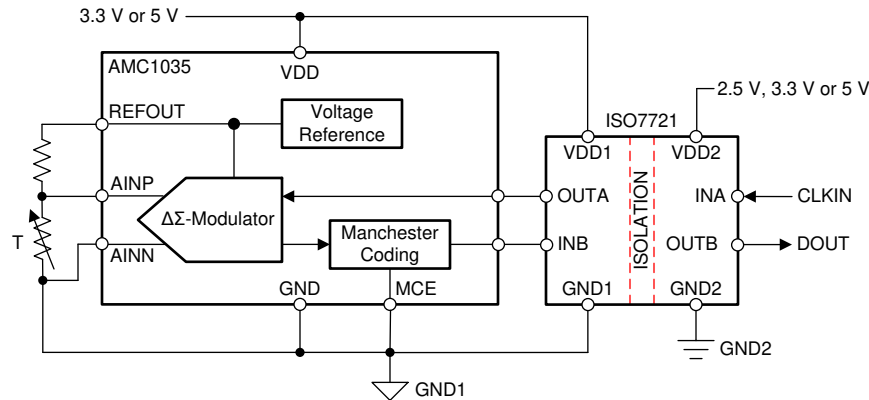 3.3 V or 5 V
AMC1035
VDD
2.5 V, 3.3 V or 5 V
REFOUT
Voltage
Reference
ISO7721
VDD1
VDD2
AINP
ΔΣ-Modulator
OUTA
INA
CLKIN
T
AINN
Manchester
Coding
INB
ISOLATION
OUTB
DOUT
GND
MCE
GND1
GND2
GND2
GND1